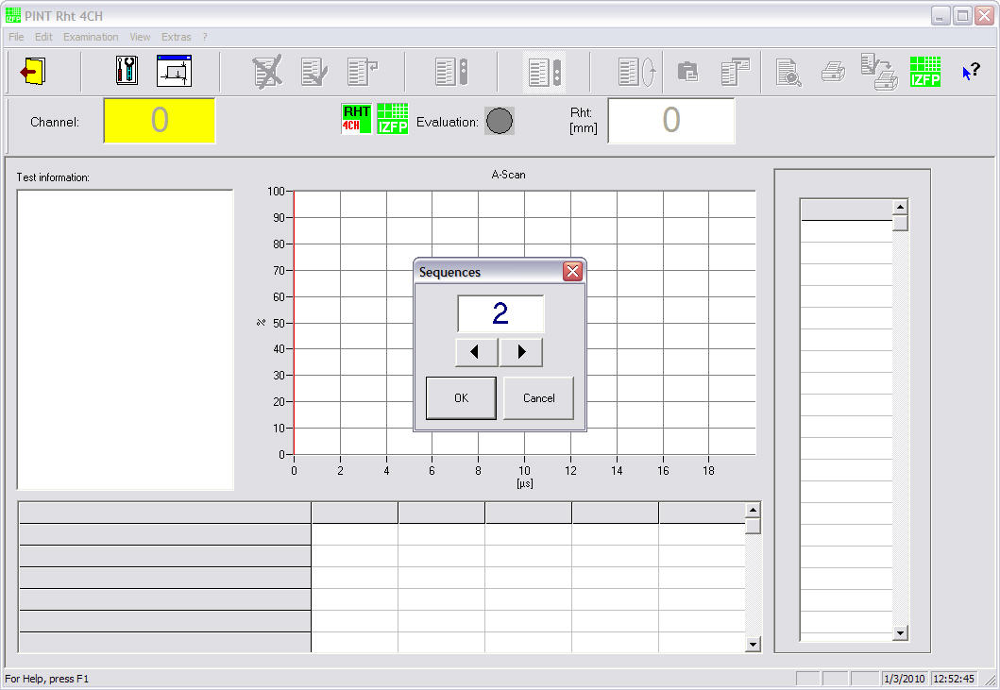 IZFP PINT Rht 4CH
File Edit Examination View Extras ?
IZFP
?
Channel: 0 RHT 4CH IZFP Evaluation: Rht: [mm] 0
Test information:
A-Scan
100
90
80
70
60
% 50
40
30
20
10
0
0 2 4 6 8 10 12 14 16 18
[µs]
Sequences
2
OK Cancel
For Help, press F1 1/3/2010 12:52:45